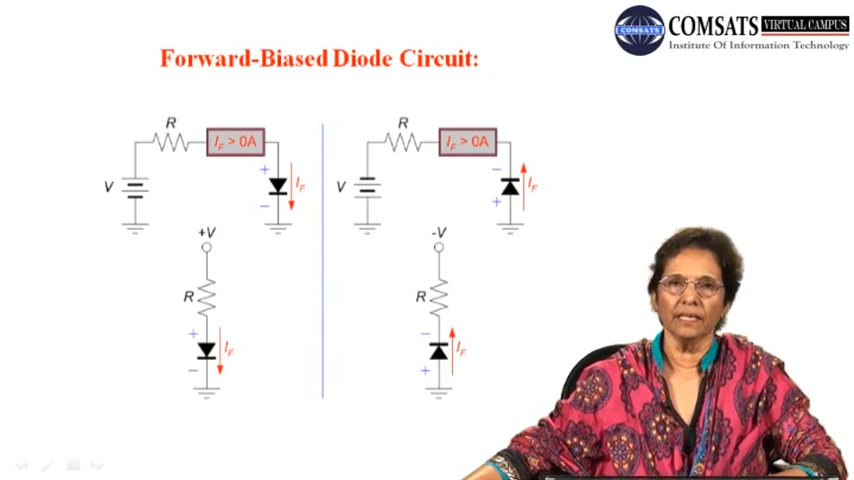 COMSATS
COMSATS VIRTUAL CAMPUS
Institute Of Information Technology
Forward-Biased Diode Circuit:
R
I_F > 0A
V
+
−
I_F
R
I_F > 0A
V
−
+
I_F
+V
R
+
−
I_F
-V
R
−
+
I_F